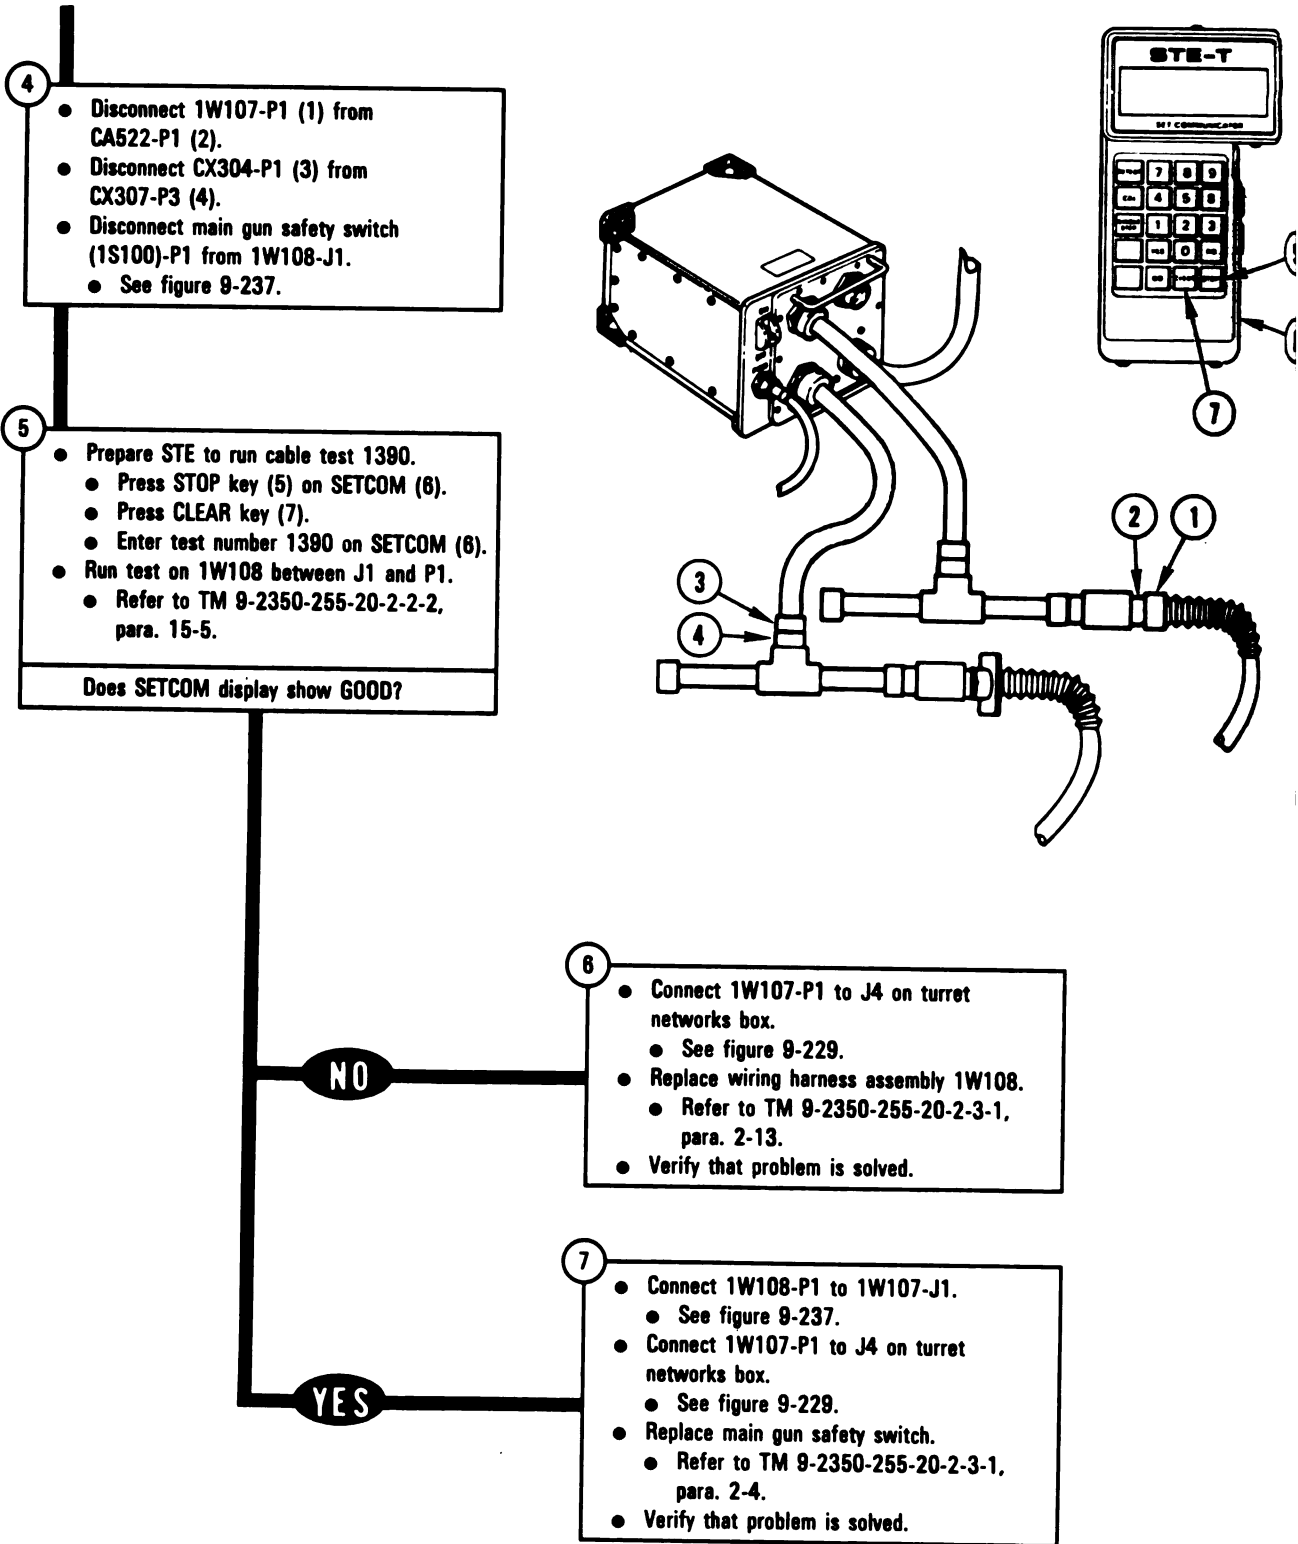 4
● Disconnect 1W107-P1 (1) from
CA522-P1 (2).
● Disconnect CX304-P1 (3) from
CX307-P3 (4).
● Disconnect main gun safety switch
(1S100)-P1 from 1W108-J1.
● See figure 9-237.
5
● Prepare STE to run cable test 1390.
● Press STOP key (5) on SETCOM (6).
● Press CLEAR key (7).
● Enter test number 1390 on SETCOM (6).
● Run test on 1W108 between J1 and P1.
● Refer to TM 9-2350-255-20-2-2-2,
para. 15-5.
Does SETCOM display show GOOD?
STE-T
SET COMMUNICATOR
7 8 9
4 5 6
1 2 3
0
7
2 1
3
4
NO
6
● Connect 1W107-P1 to J4 on turret
networks box.
● See figure 9-229.
● Replace wiring harness assembly 1W108.
● Refer to TM 9-2350-255-20-2-3-1,
para. 2-13.
● Verify that problem is solved.
YES
7
● Connect 1W108-P1 to 1W107-J1.
● See figure 9-237.
● Connect 1W107-P1 to J4 on turret
networks box.
● See figure 9-229.
● Replace main gun safety switch.
● Refer to TM 9-2350-255-20-2-3-1,
para. 2-4.
● Verify that problem is solved.